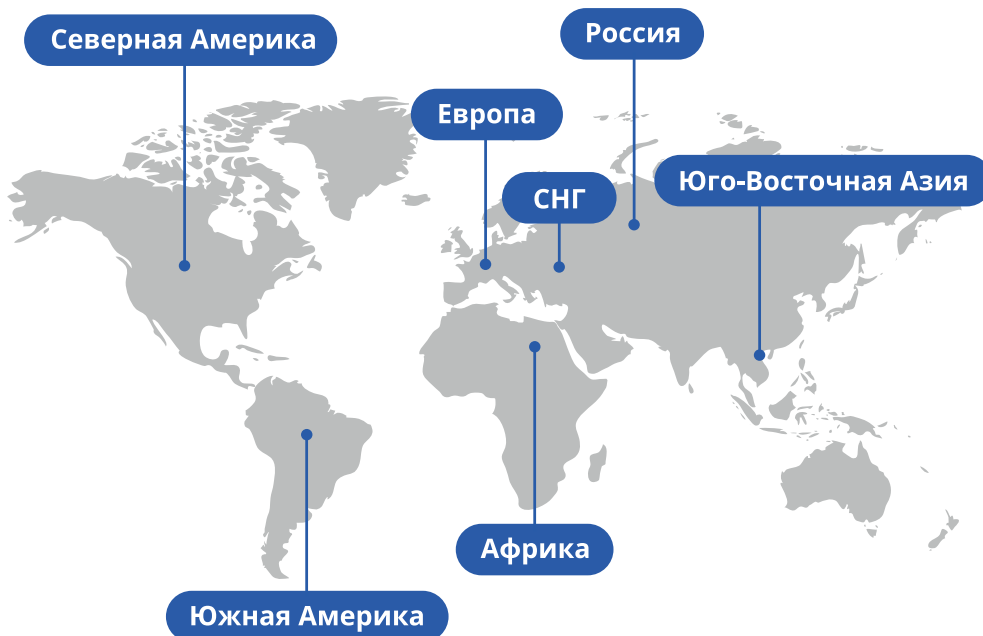 Северная Америка
Россия
Европа
СНГ
Юго-Восточная Азия
Африка
Южная Америка